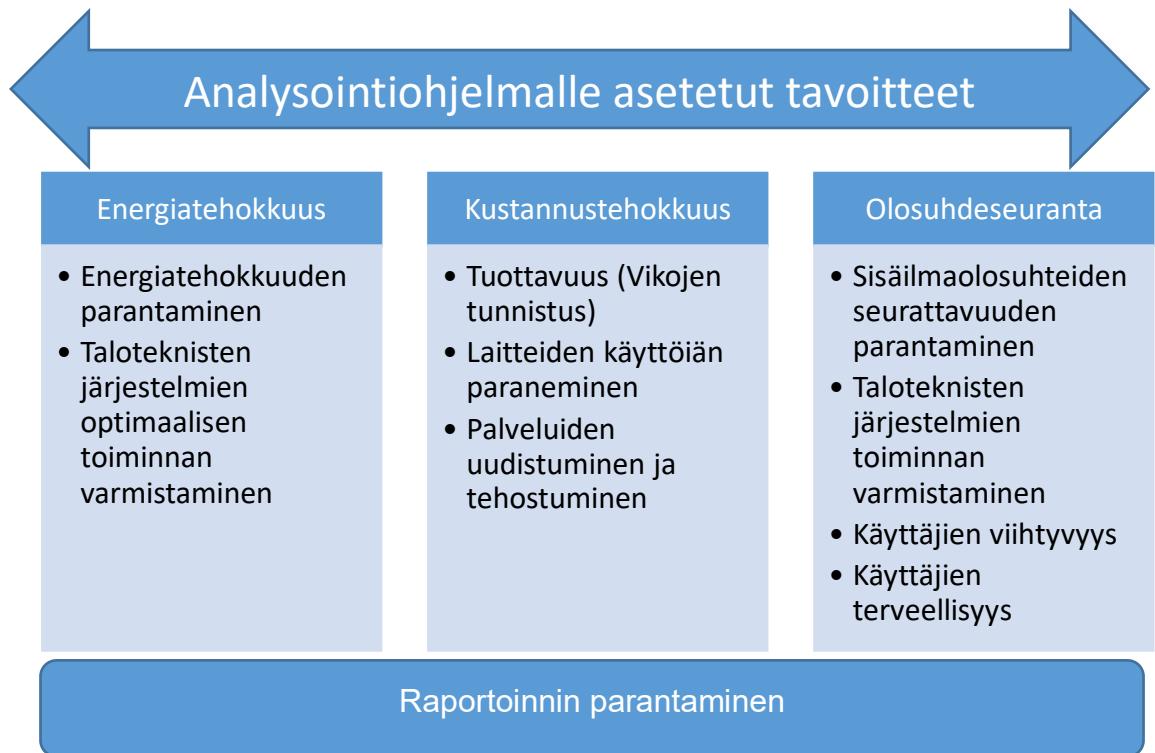 Analysointiohjelmalle asetetut tavoitteet
Energiatehokkuus
• Energiatehokkuuden
parantaminen
• Taloteknisten
järjestelmien
optimaalisen
toiminnan
varmistaminen
Kustannustehokkuus
• Tuottavuus (Vikojen
tunnistus)
• Laitteiden käyttöiän
paraneminen
• Palveluiden
uudistuminen ja
tehostuminen
Olosuhdeseuranta
• Sisäilmaolosuhteiden
seurattavuuden
parantaminen
• Taloteknisten
järjestelmien
toiminnan
varmistaminen
• Käyttäjien viihtyvyys
• Käyttäjien
terveellisyys
Raportoinnin parantaminen